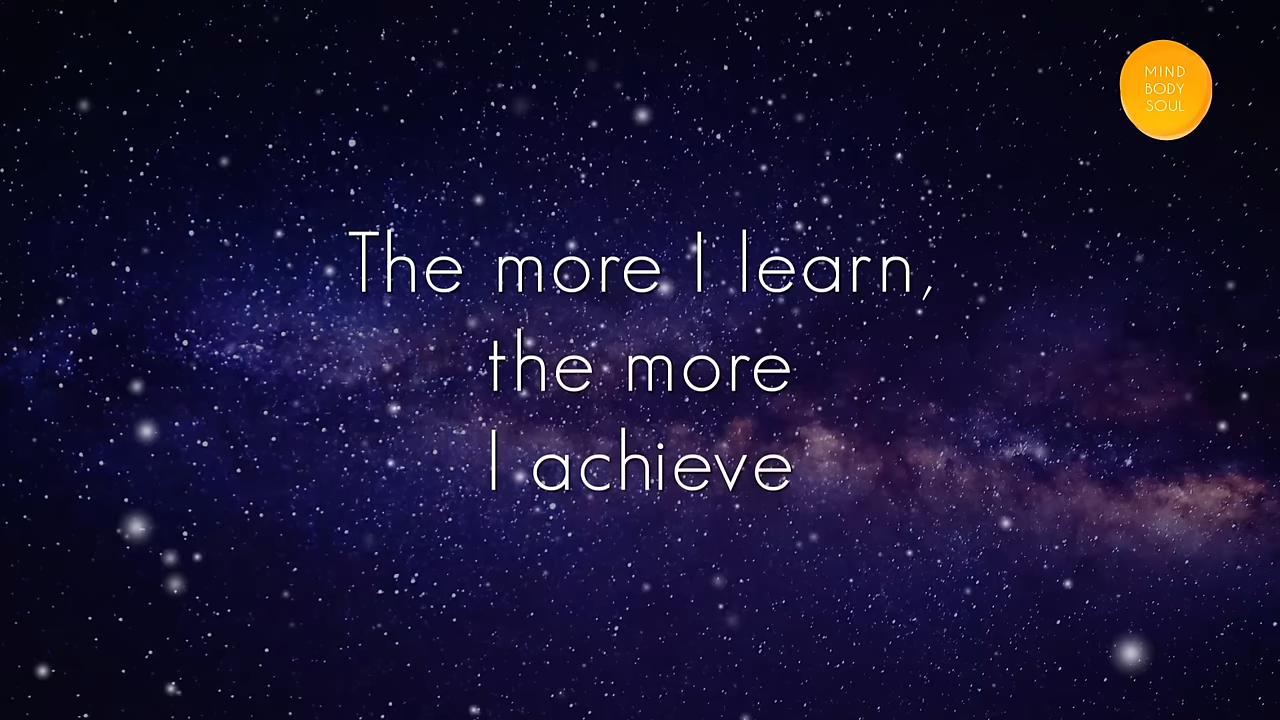 MIND
BODY
SOUL
The more I learn,
the more
I achieve